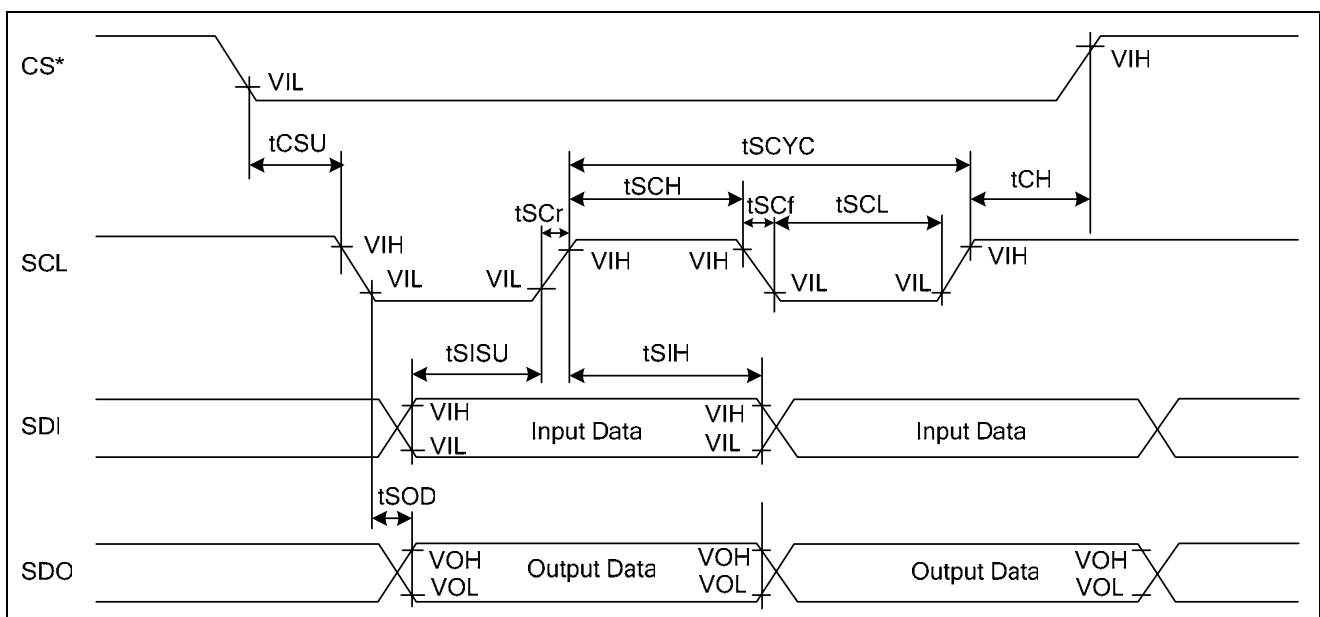 CS*
VIL
VIH
tCSU
tSCYC
tSCH
tCH
tSCr
tSCf
tSCL
SCL
VIH
VIL
VIL
VIH
VIH
VIL
VIL
VIH
tSISU
tSIH
SDI
VIH
VIL
Input Data
VIH
VIL
Input Data
tSOD
SDO
VOH
VOL
Output Data
VOH
VOL
Output Data
VOH
VOL